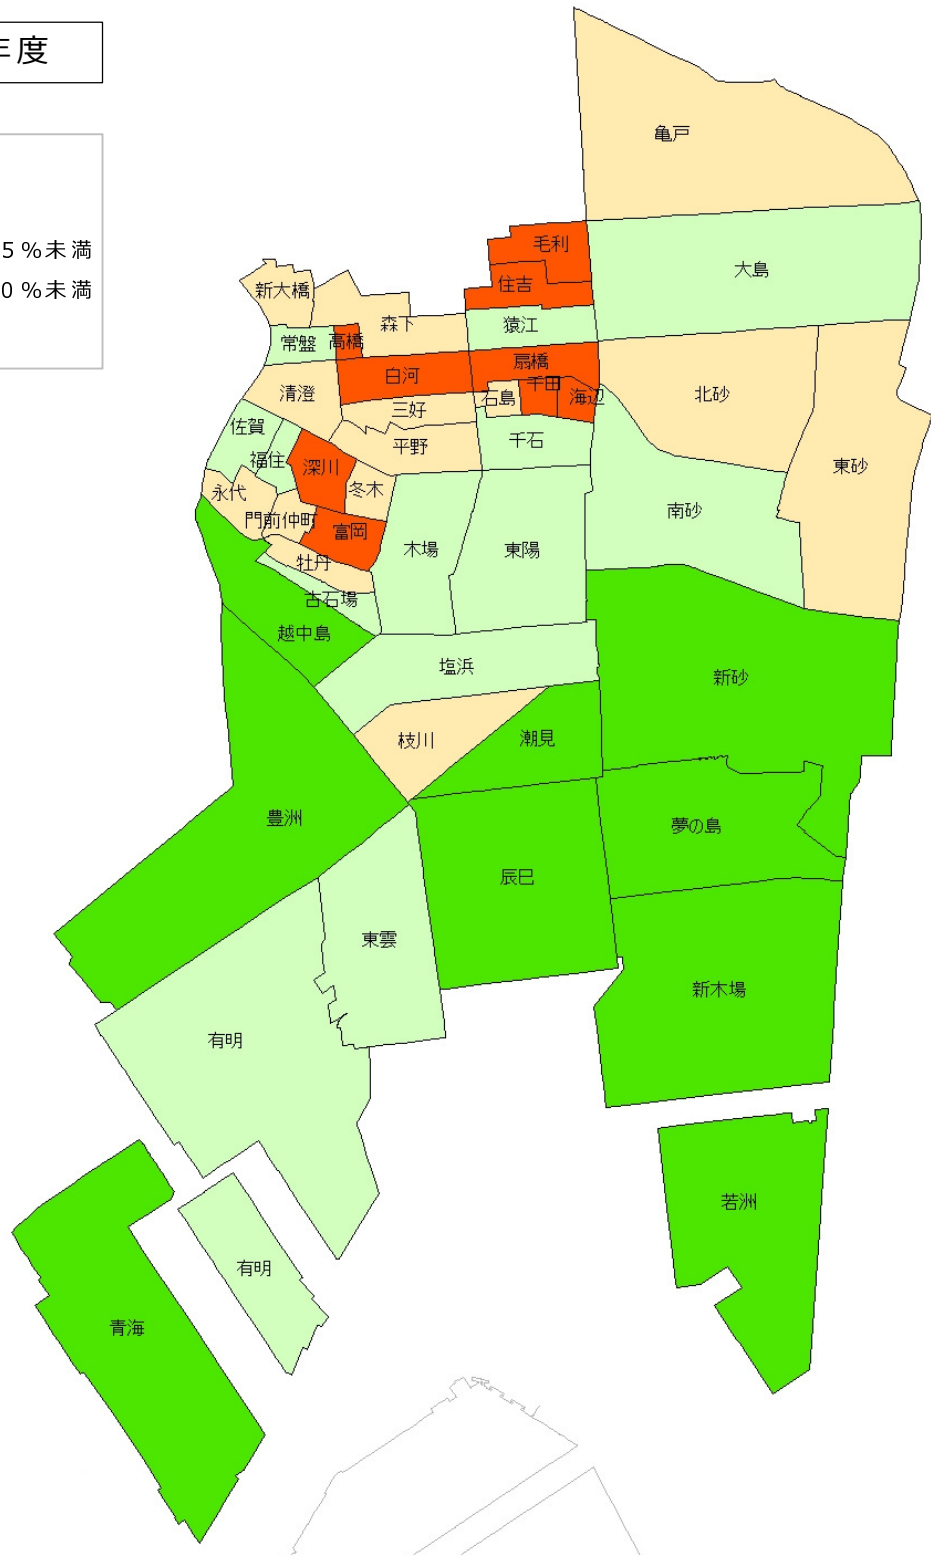 年度
5%未満
0%未満
亀戸
毛利
大島
住吉
新大橋
森下
猿江
常盤
高橋
扇橋
白河
千田
海辺
石島
清澄
北砂
三好
佐賀
平野
千石
福住
深川
東砂
冬木
永代
南砂
門前仲町
富岡
木場
東陽
牡丹
古石場
越中島
塩浜
新砂
枝川
潮見
豊洲
夢の島
辰巳
東雲
新木場
有明
若洲
有明
青海